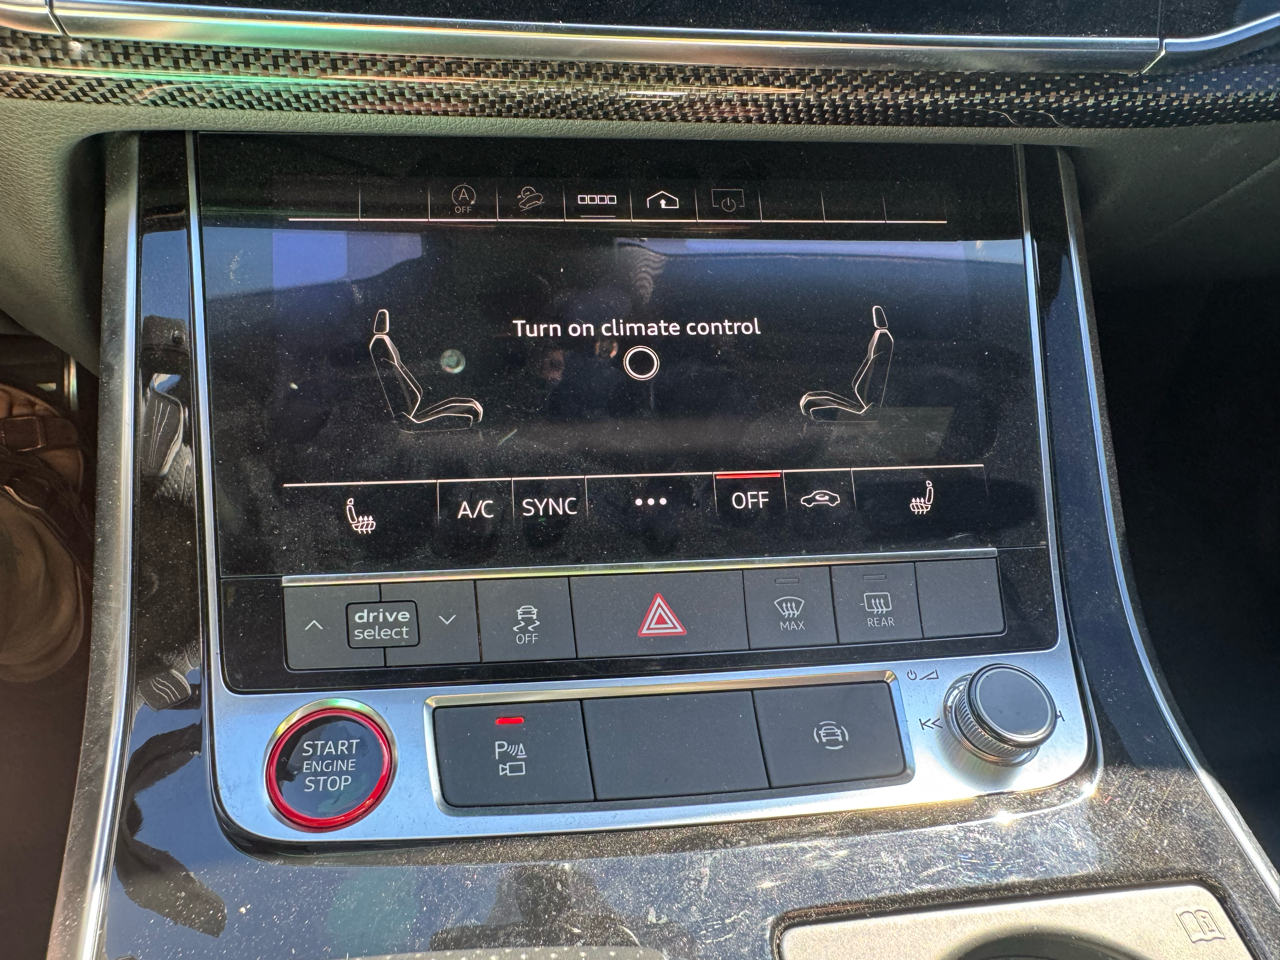 A
OFF
Turn on climate control
A/C
SYNC
•••
OFF
drive
select
OFF
MAX
REAR
START
ENGINE
STOP
P